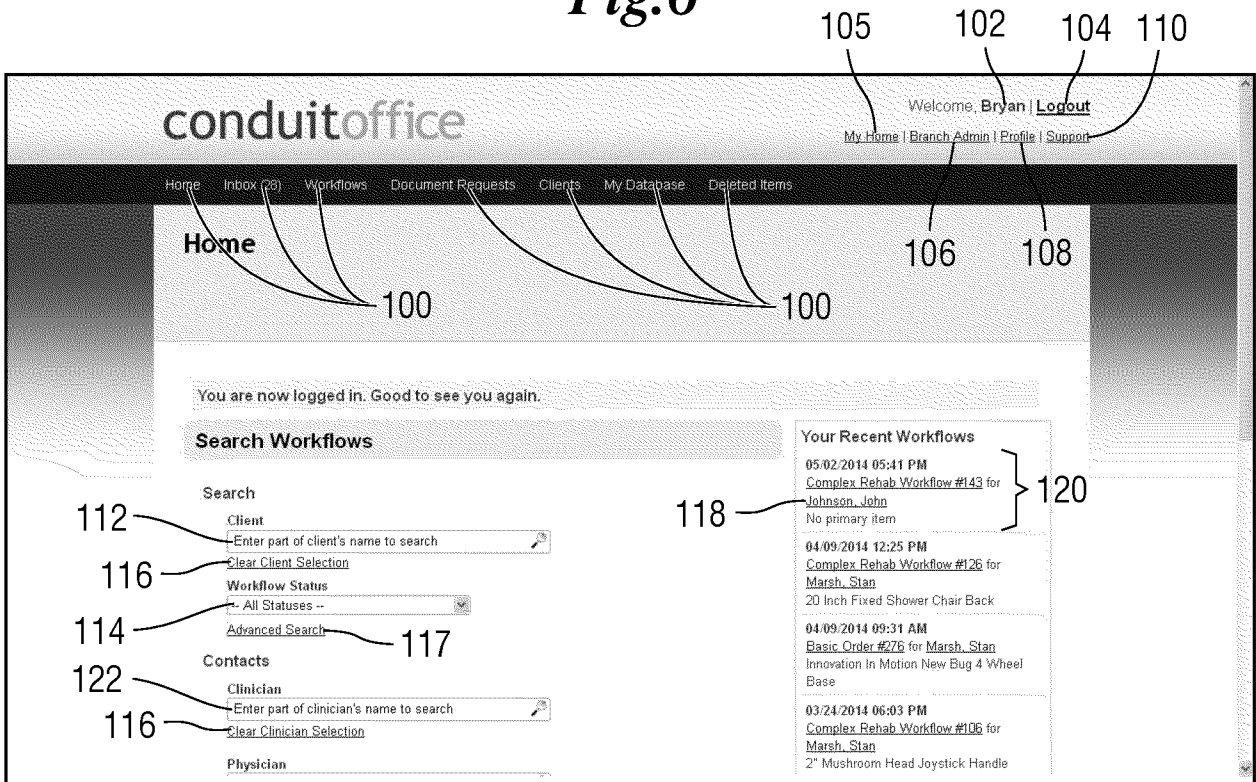 Fig.6
105 102 104 110
conduitoffice
Welcome, Bryan | Logout
My Home | Branch Admin | Profile | Support
Home Inbox (28) Workflows Document Requests Clients My Database Deleted Items
Home
106 108
100 100
You are now logged in. Good to see you again.
Search Workflows
Your Recent Workflows
05/02/2014 05:41 PM
Complex Rehab Workflow #143 for
Johnson, John
No primary item
118 120
04/09/2014 12:25 PM
Complex Rehab Workflow #126 for
Marsh, Stan
20 Inch Fixed Shower Chair Back
04/09/2014 09:31 AM
Basic Order #276 for Marsh, Stan
Innovation In Motion New Bug 4 Wheel
Base
03/24/2014 06:03 PM
Complex Rehab Workflow #106 for
Marsh, Stan
2" Mushroom Head Joystick Handle
Search
Client
112 Enter part of client's name to search
116 Clear Client Selection
Workflow Status
114 -- All Statuses --
Advanced Search 117
Contacts
Clinician
122 Enter part of clinician's name to search
116 Clear Clinician Selection
Physician